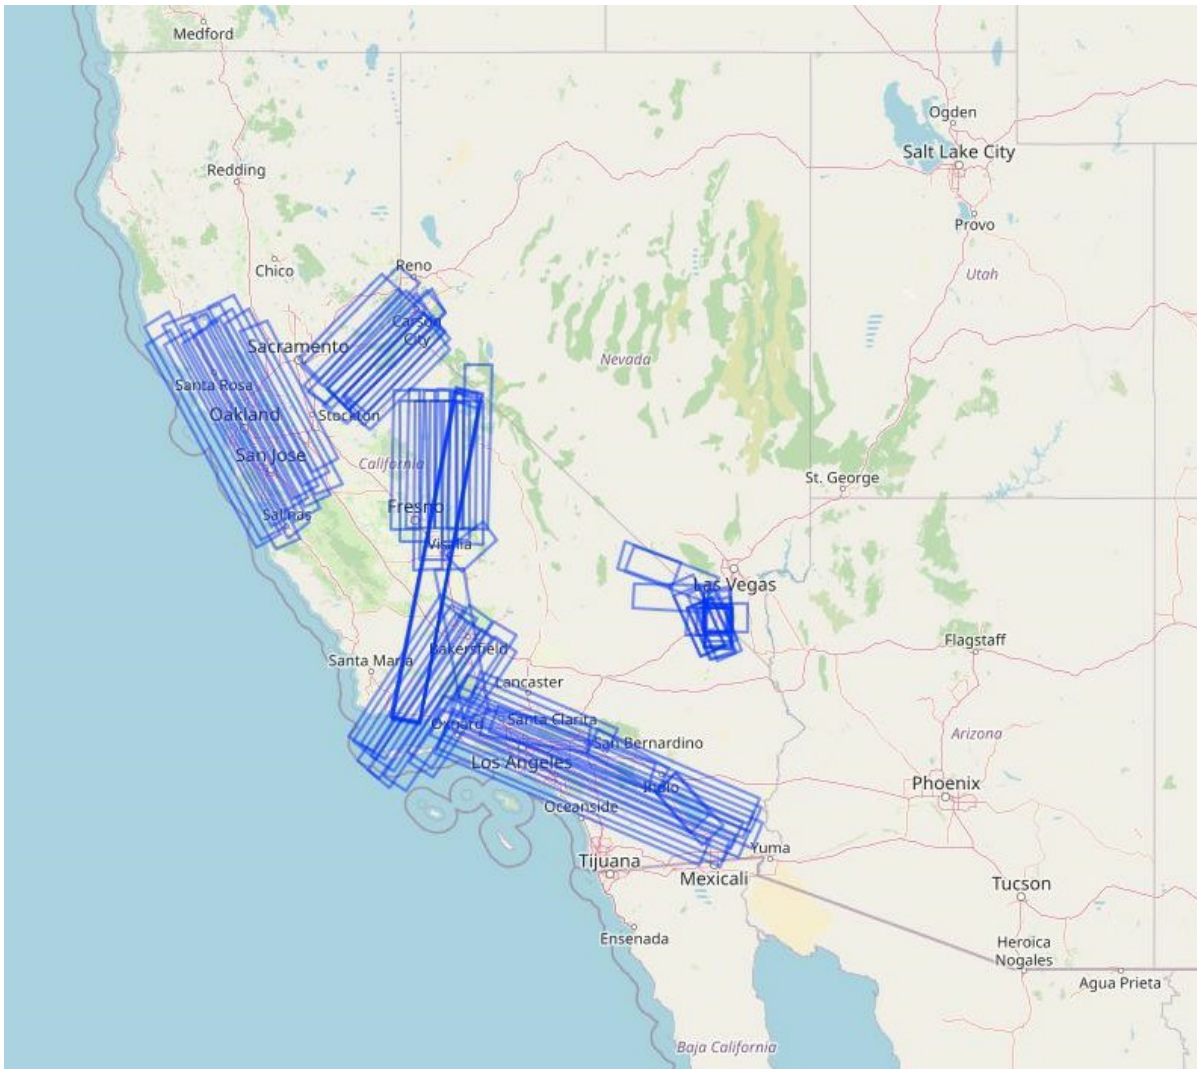 Medford
Ogden
Salt Lake City
Redding
Provo
Chico
Reno
Utah
Carson
City
Sacramento
Nevada
Santa Rosa
Oakland
Stockton
San Jose
California
St. George
Fresno
Salinas
Visalia
Las Vegas
Flagstaff
Bakersfield
Santa Maria
Lancaster
Oxnard
Santa Clarita
Arizona
San Bernardino
Los Angeles
Indio
Phoenix
Oceanside
Yuma
Tijuana
Mexicali
Tucson
Ensenada
Heroica
Nogales
Agua Prieta
Baja California